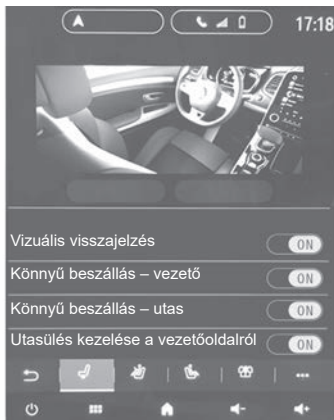 17:18
Vizuális visszajelzés
ON
Könnyű beszállás – vezető
ON
Könnyű beszállás – utas
ON
Utasülés kezelése a vezetőoldalról
ON